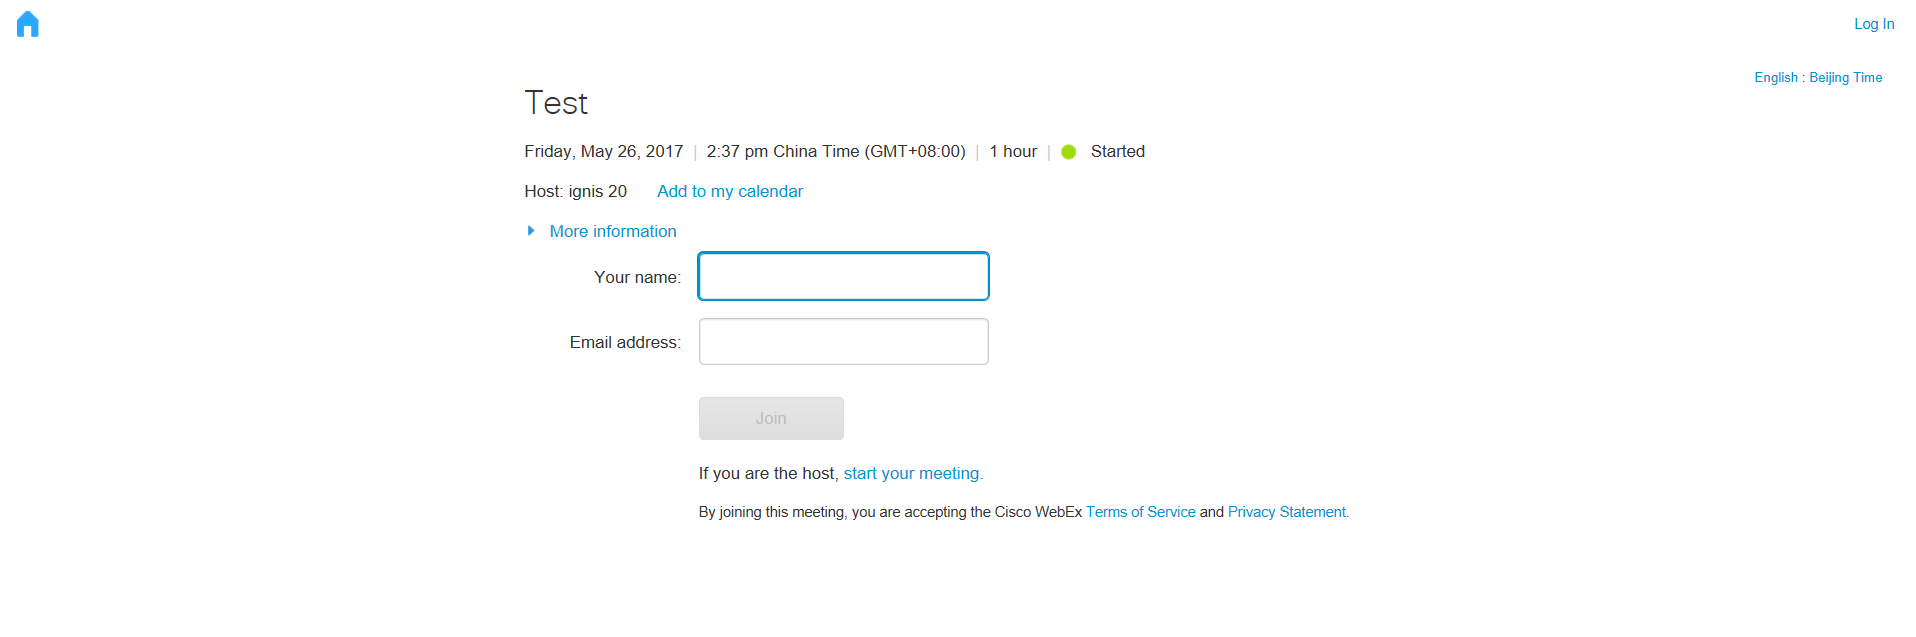 Log In
English : Beijing Time
Test
Friday, May 26, 2017 | 2:37 pm China Time (GMT+08:00) | 1 hour | Started
Host: ignis 20 Add to my calendar
More information
Your name:
Email address:
Join
If you are the host, start your meeting.
By joining this meeting, you are accepting the Cisco WebEx Terms of Service and Privacy Statement.